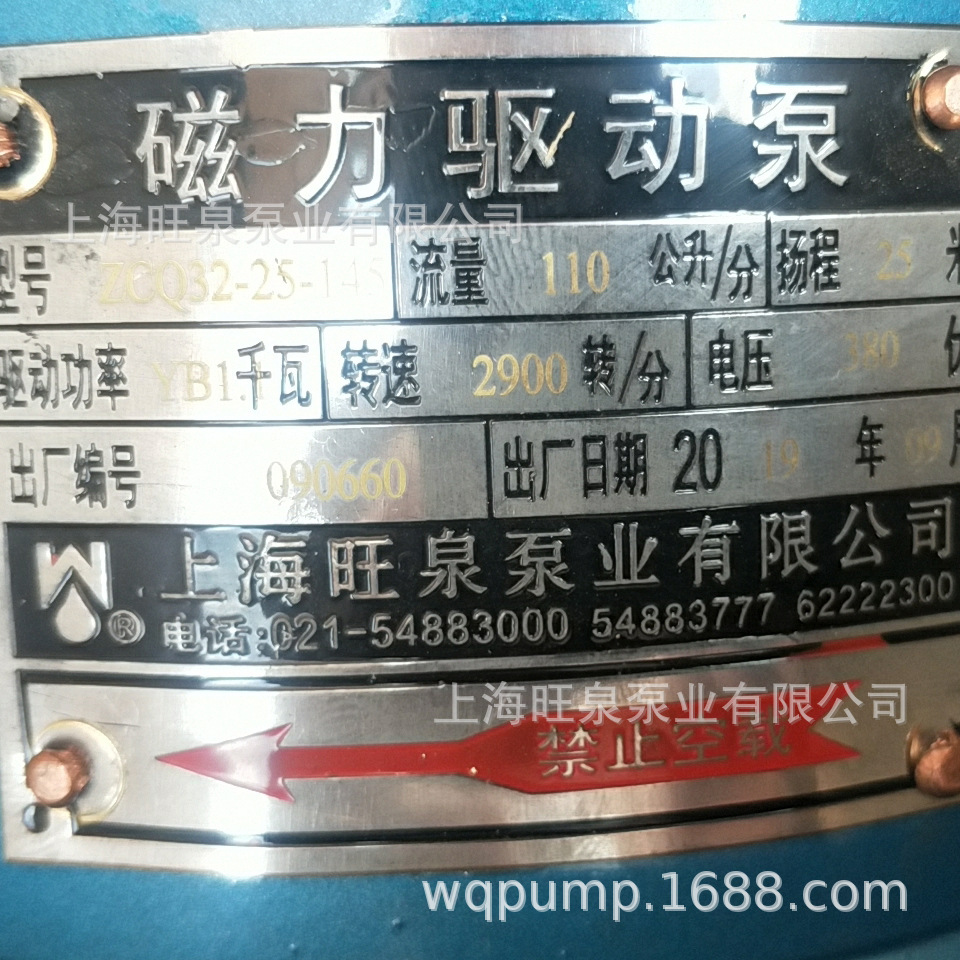 磁力驱动泵
上海旺泉泵业有限公司
型号 ZCQ32-25-145 流量 110 公升/分 扬程 25 米
驱动功率 YB1.1 千瓦 转速 2900 转/分 电压 380 伏
出厂编号 090660 出厂日期 20 19 年 09 月
上海旺泉泵业有限公司
® 电话:021-54883000 54883777 62222300
上海旺泉泵业有限公司
禁止空载
wqpump.1688.com